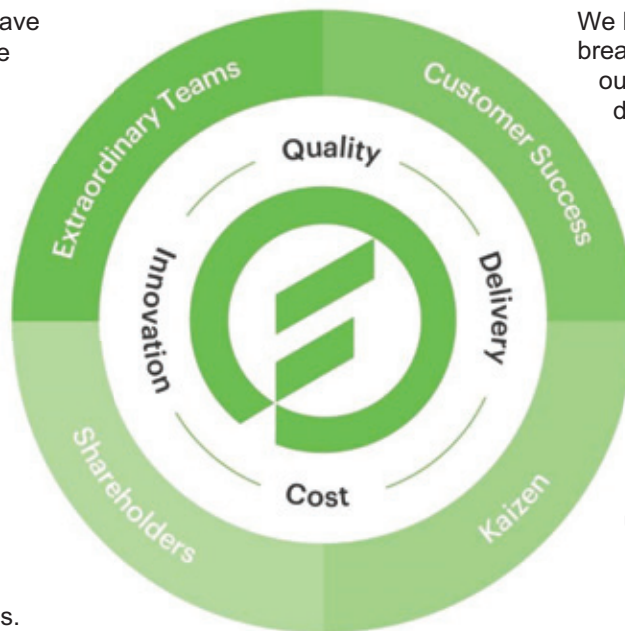 ave
e
We
brea
ou
d
Extraordinary Teams
Customer Success
Quality
Innovation
Delivery
Cost
Shareholders
Kaizen
s.